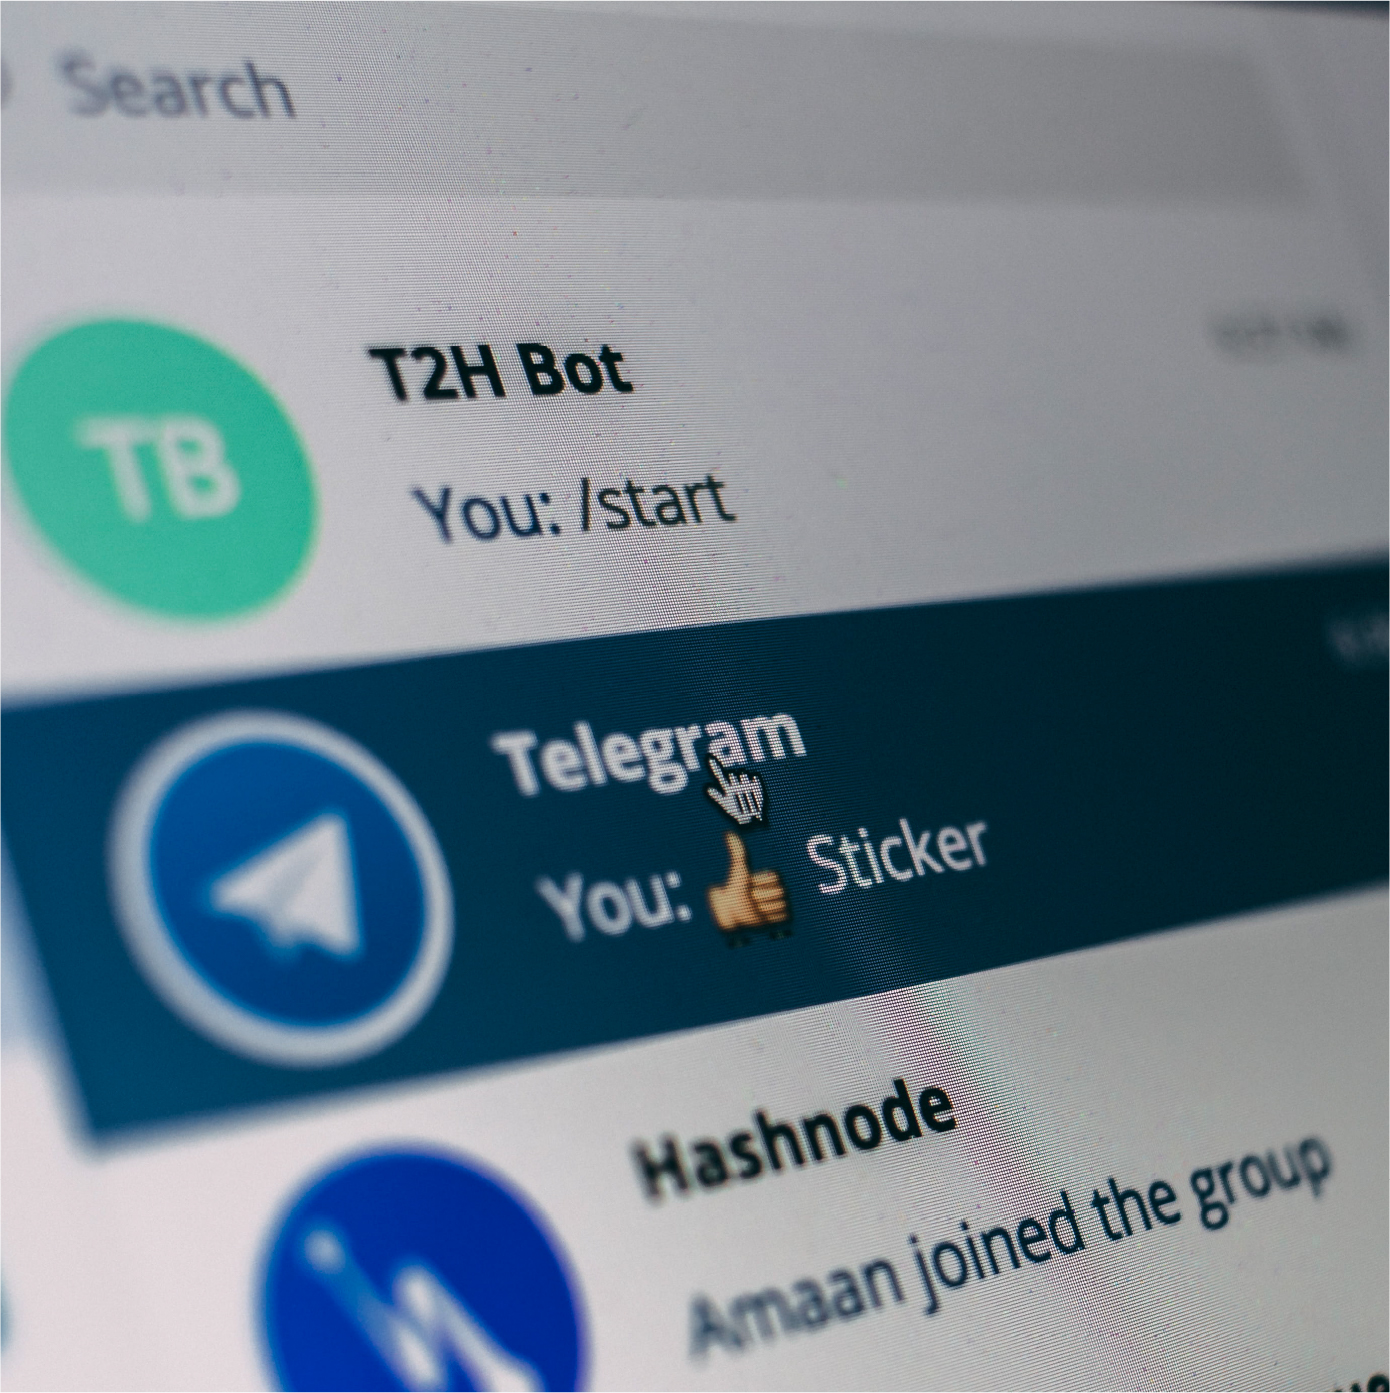 Search
T2H Bot
TB
You: /start
Telegram
You: 👍 Sticker
Hashnode
Amaan joined the group